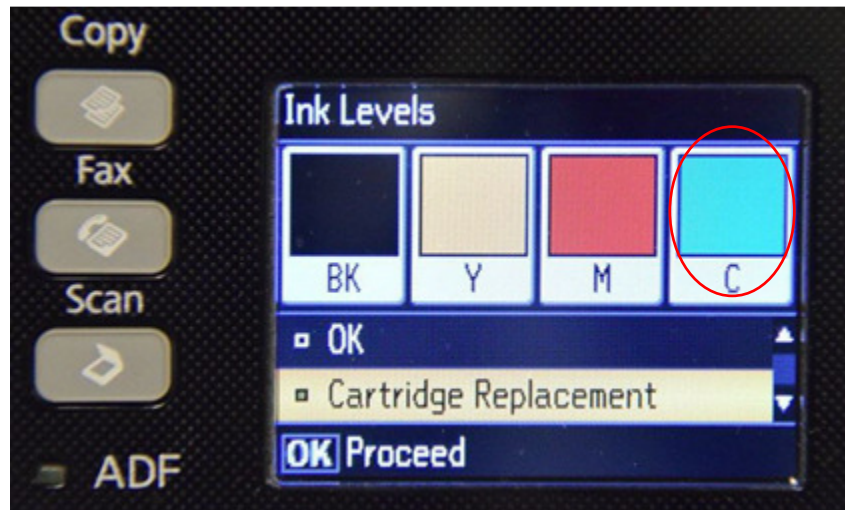 Copy
Fax
Scan
ADF
Ink Levels
BK Y M C
OK
Cartridge Replacement
OK Proceed